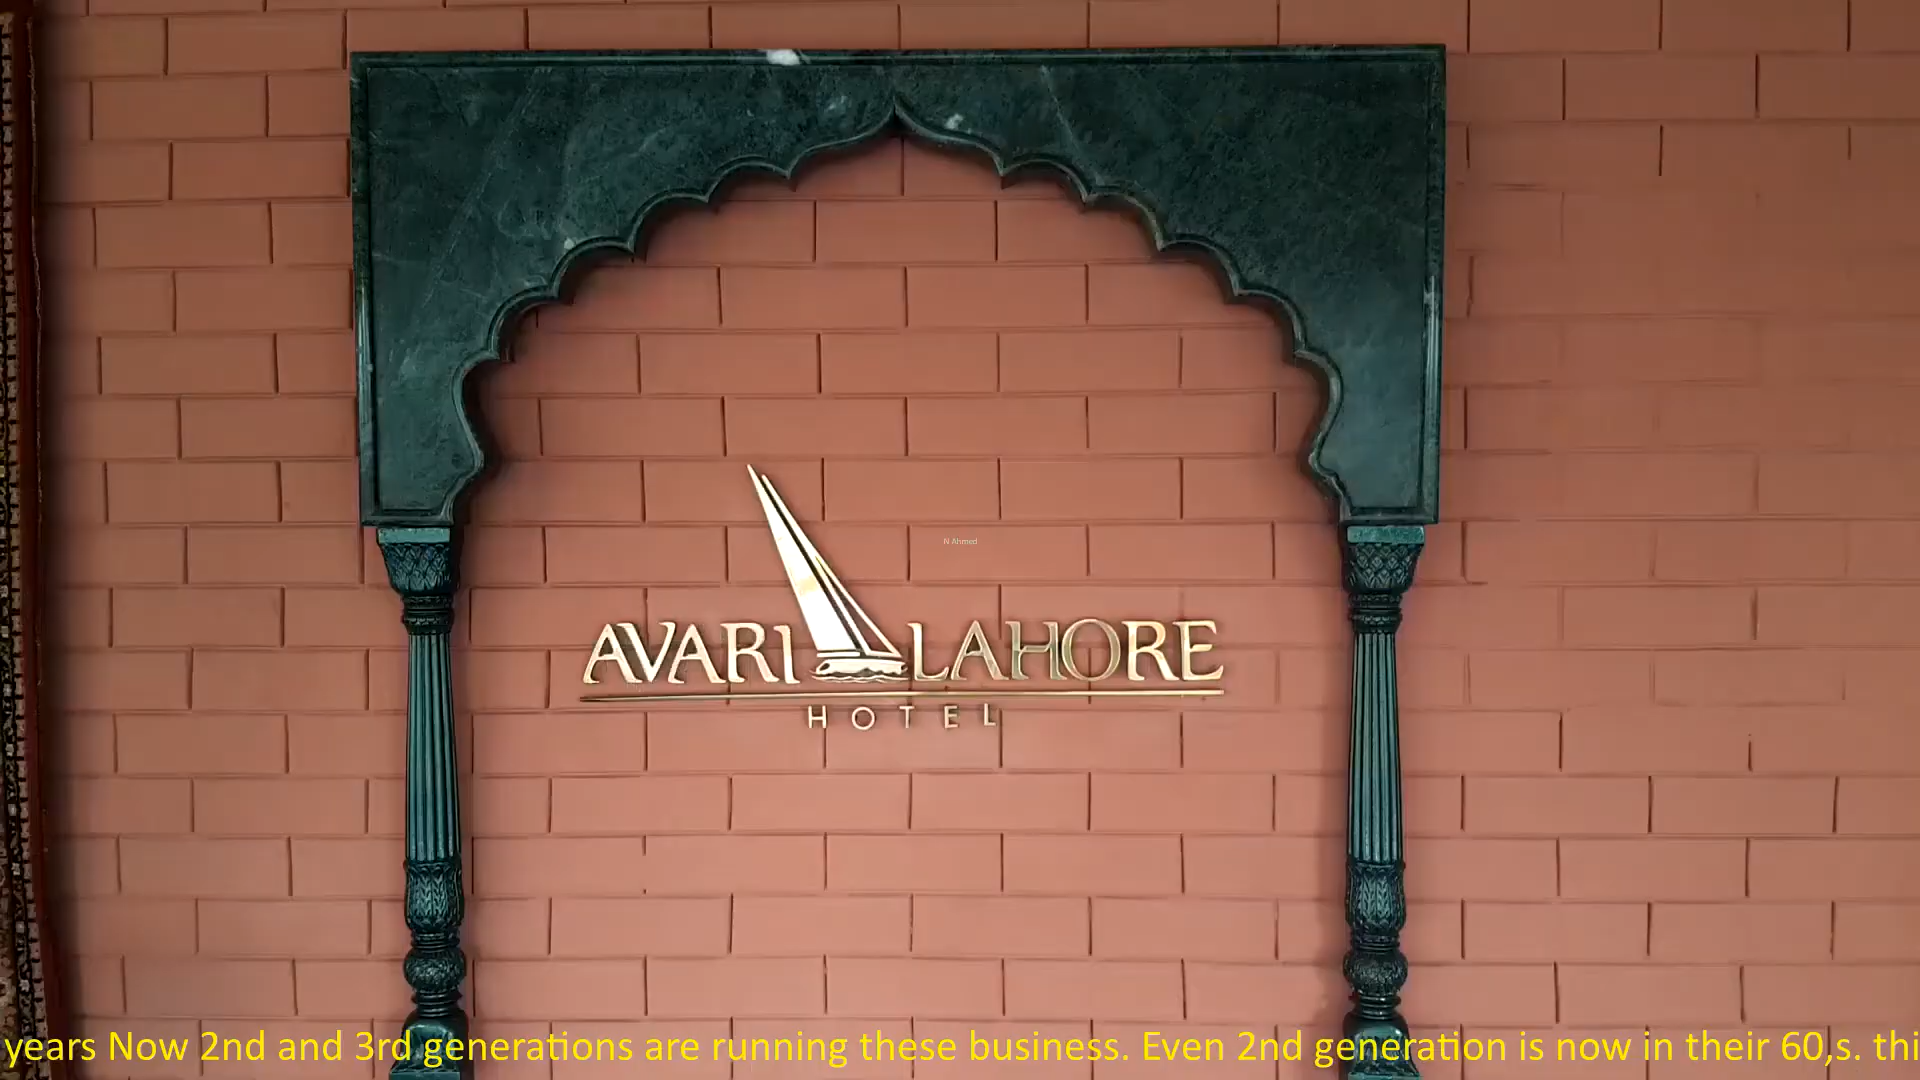 N Ahmed
AVARI LAHORE
HOTEL
years Now 2nd and 3rd generations are running these business. Even 2nd generation is now in their 60,s. thi